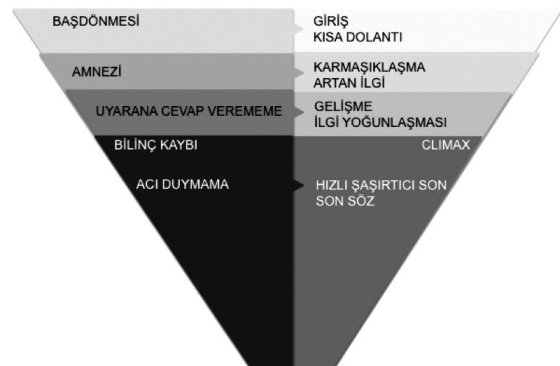 BAŞDÖNMESİ
GİRİŞ
KISA DOLANTI
AMNEZİ
KARMAŞIKLAŞMA
ARTAN İLGİ
UYARANA CEVAP VEREMEME
GELİŞME
İLGİ YOĞUNLAŞMASI
BİLİNÇ KAYBI
CLIMAX
ACI DUYMAMA
HIZLI ŞAŞIRTICI SON
SON SÖZ